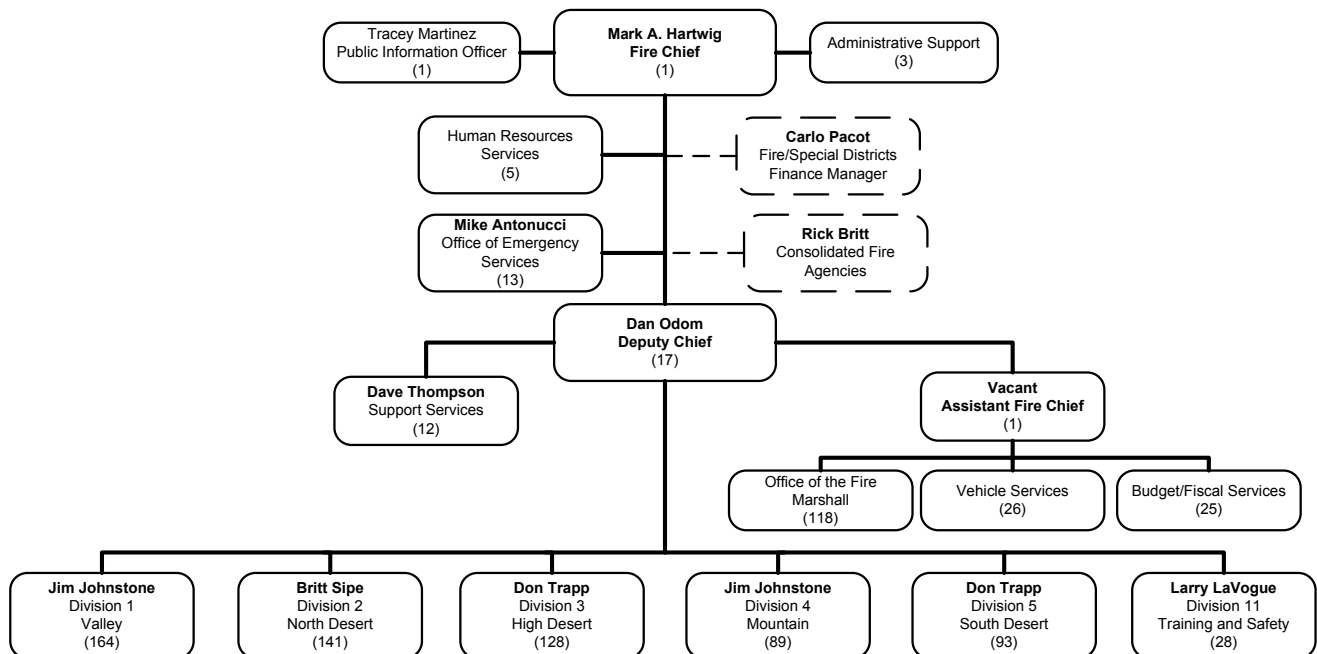 Tracey Martinez
Public Information Officer
(1)
Mark A. Hartwig
Fire Chief
(1)
Administrative Support
(3)
Human Resources
Services
(5)
Carlo Pacot
Fire/Special Districts
Finance Manager
Mike Antonucci
Office of Emergency
Services
(13)
Rick Britt
Consolidated Fire
Agencies
Dan Odom
Deputy Chief
(17)
Dave Thompson
Support Services
(12)
Vacant
Assistant Fire Chief
(1)
Office of the Fire
Marshall
(118)
Vehicle Services
(26)
Budget/Fiscal Services
(25)
Jim Johnstone
Division 1
Valley
(164)
Britt Sipe
Division 2
North Desert
(141)
Don Trapp
Division 3
High Desert
(128)
Jim Johnstone
Division 4
Mountain
(89)
Don Trapp
Division 5
South Desert
(93)
Larry LaVogue
Division 11
Training and Safety
(28)